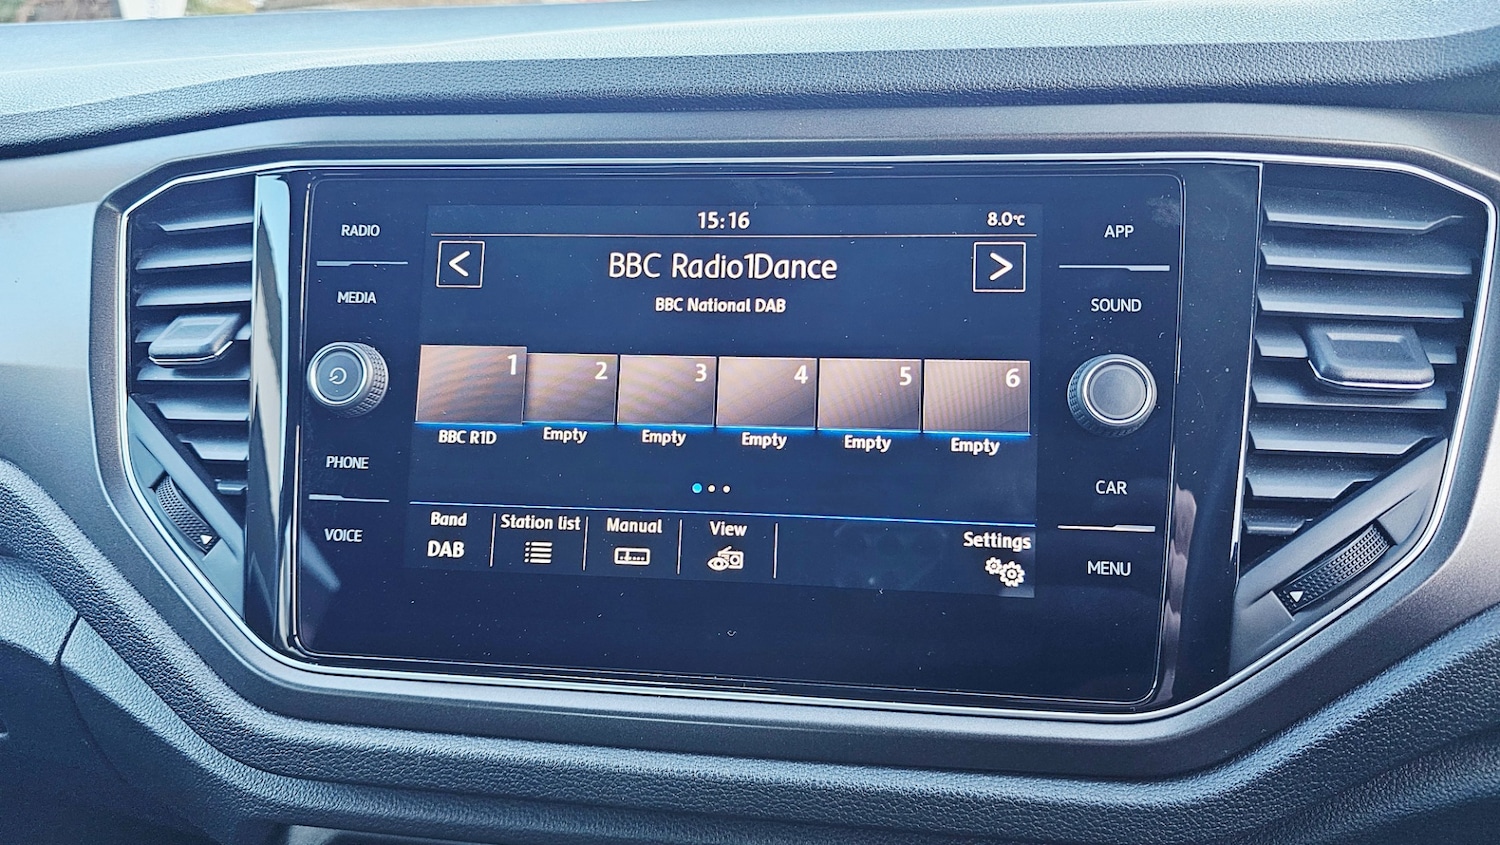 15:16
8.0°C
RADIO
MEDIA
PHONE
VOICE
<
BBC Radio1Dance
>
BBC National DAB
1
2
3
4
5
6
BBC R1D
Empty
Empty
Empty
Empty
Empty
Band
DAB
Station list
Manual
View
Settings
APP
SOUND
CAR
MENU